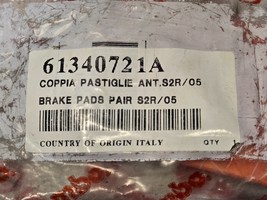 61340721A
COPPIA PASTIGLIE ANT.S2R/05
BRAKE PADS PAIR S2R/05
COUNTRY OF ORIGIN ITALY QTY